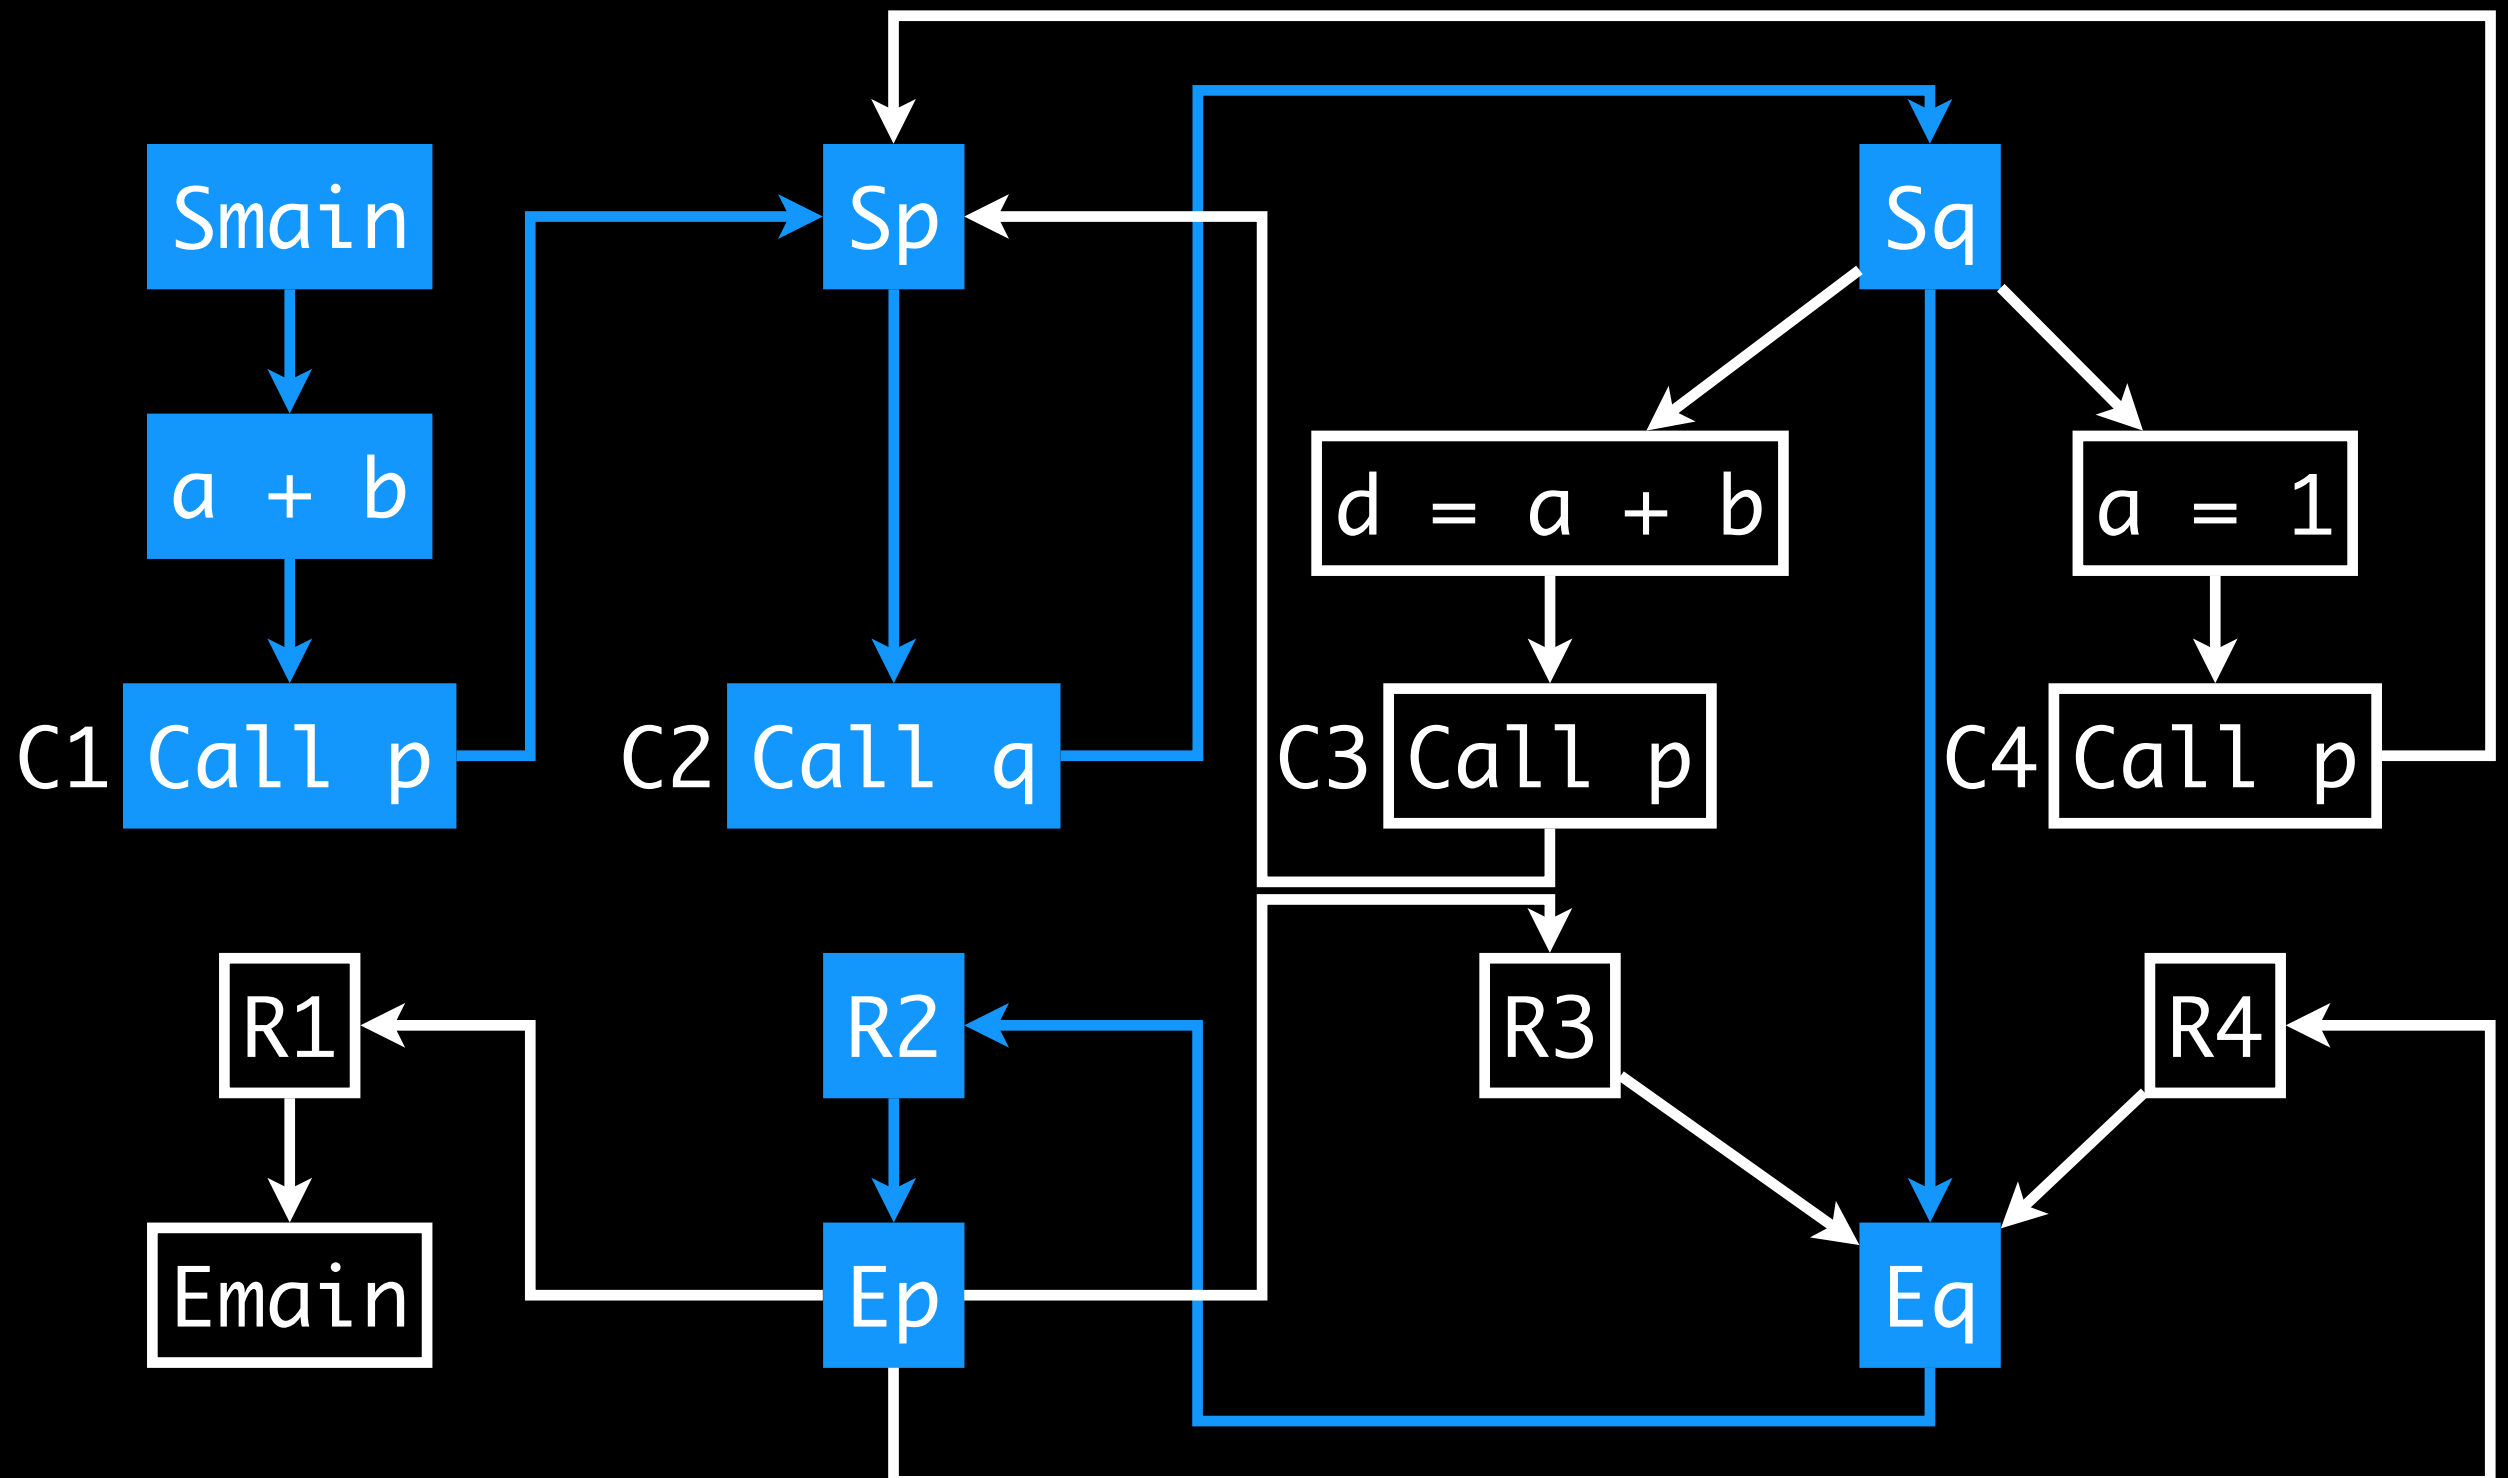 Smain
Sp
Sq
a + b
d = a + b
a = 1
C1 Call p
C2 Call q
C3 Call p
C4 Call p
R1
R2
R3
R4
Emain
Ep
Eq